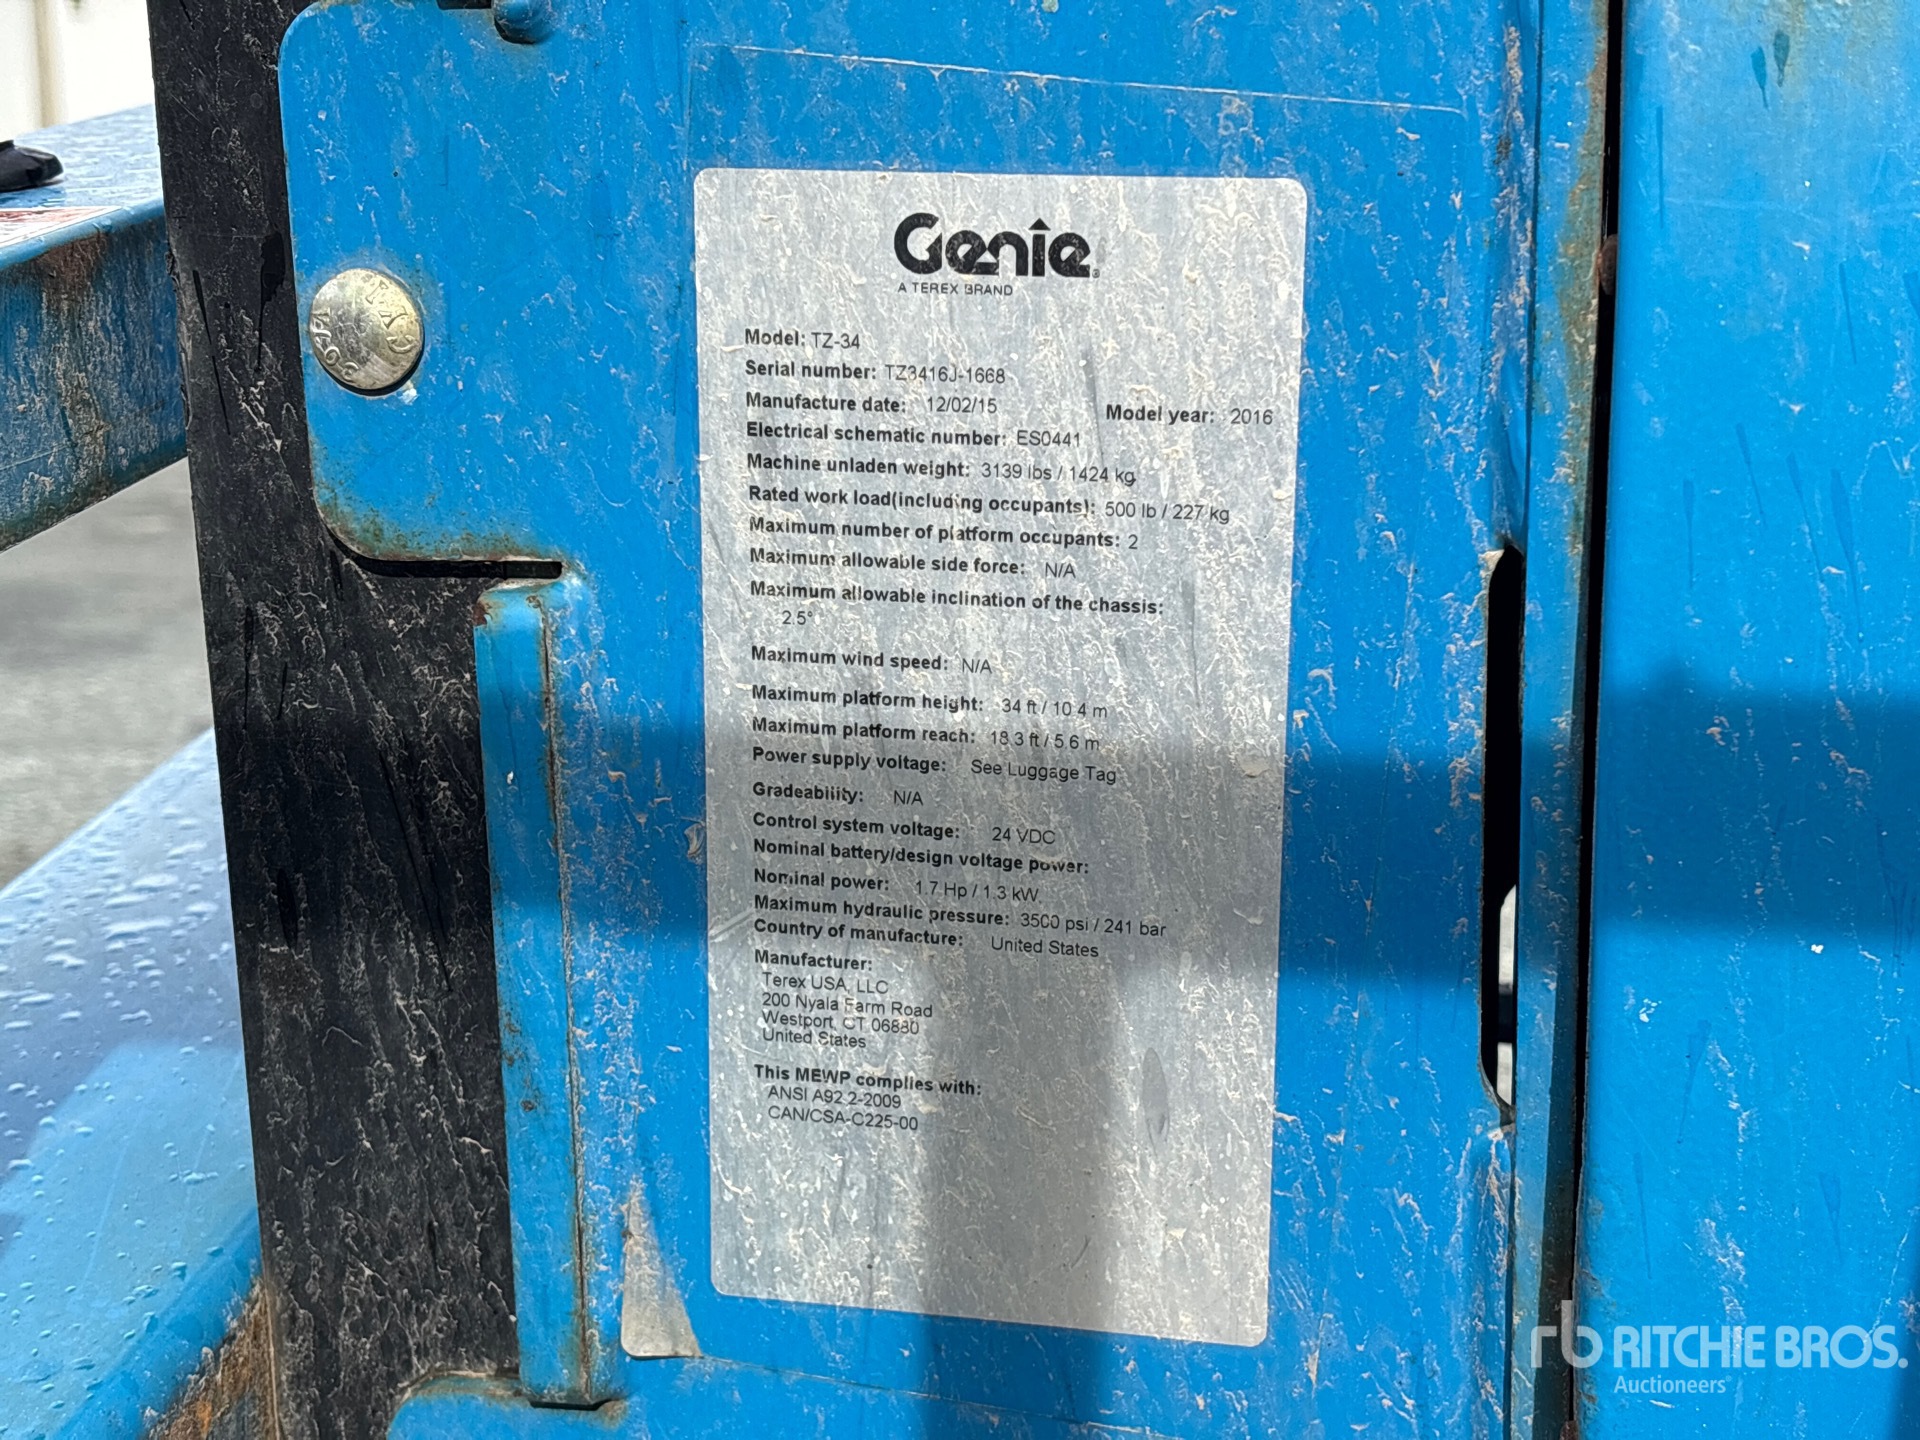 Genie
A TEREX BRAND
Model: TZ-34
Serial number: TZ3416J-1668
Manufacture date: 12/02/15 Model year: 2016
Electrical schematic number: ES0441
Machine unladen weight: 3139 lbs / 1424 kg
Rated work load(including occupants): 500 lb / 227 kg
Maximum number of platform occupants: 2
Maximum allowable side force: N/A
Maximum allowable inclination of the chassis:
2.5°
Maximum wind speed: N/A
Maximum platform height: 34 ft / 10.4 m
Maximum platform reach: 18.3 ft / 5.6 m
Power supply voltage: See Luggage Tag
Gradeability: N/A
Control system voltage: 24 VDC
Nominal battery/design voltage power:
Nominal power: 1.7 Hp / 1.3 kW
Maximum hydraulic pressure: 3500 psi / 241 bar
Country of manufacture: United States
Manufacturer:
Terex USA, LLC
200 Nyala Farm Road
Westport, CT 06880
United States
This MEWP complies with:
ANSI A92.2-2009
CAN/CSA-C225-00
rb RITCHIE BROS.
Auctioneers